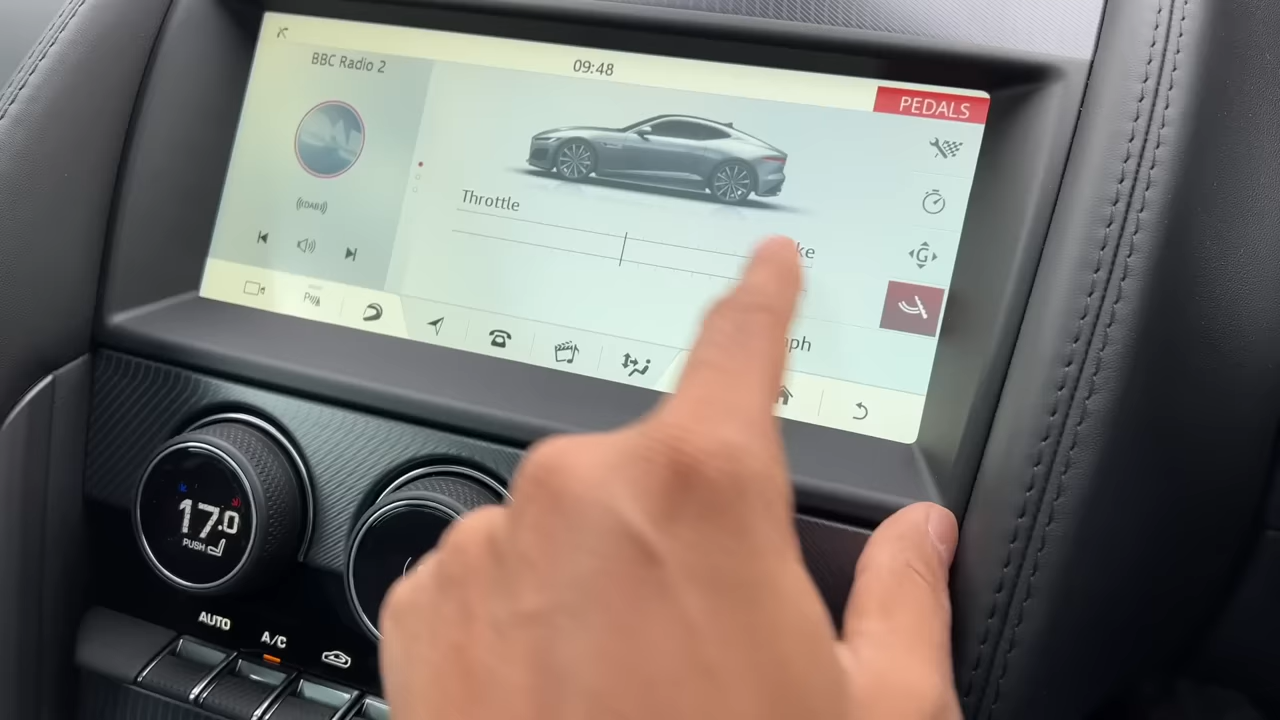 BBC Radio 2
09:48
PEDALS
(((DAB)))
Throttle
ke
G
ph
P
17.0
PUSH
AUTO
A/C